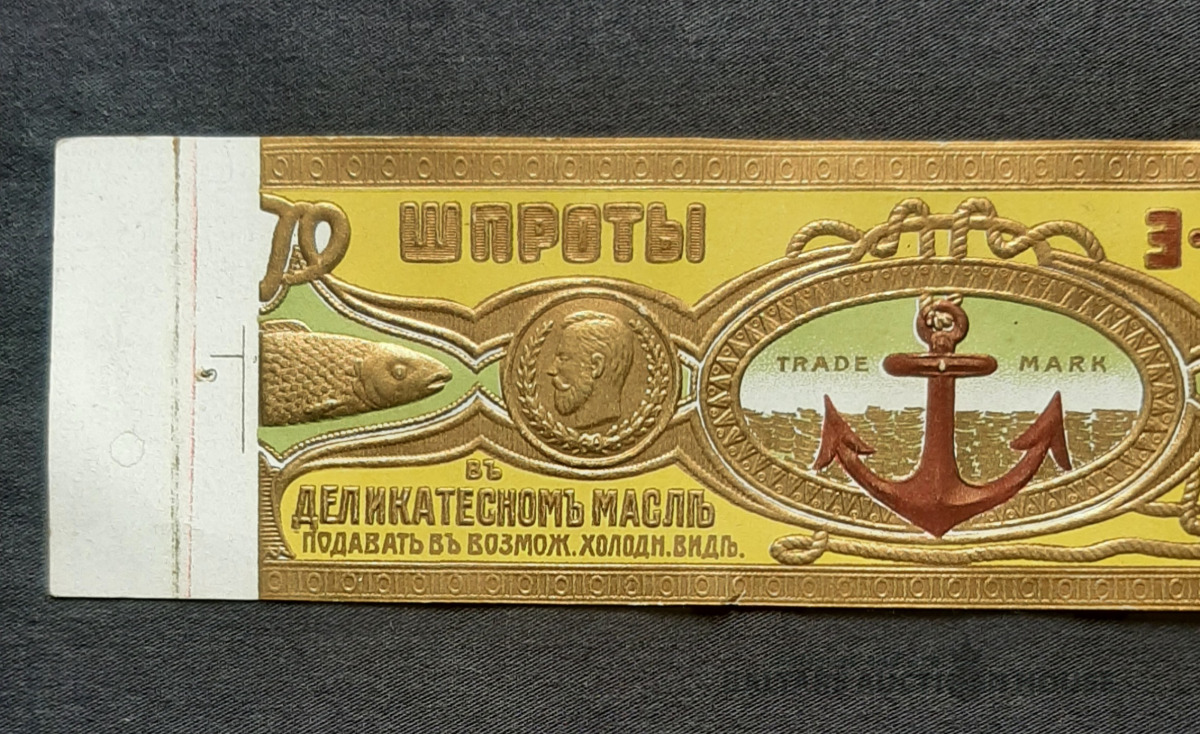 ШПРОТЫ
TRADE MARK
въ
ДЕЛИКАТЕСНОМЪ МАСЛѢ
ПОДАВАТЬ ВЪ ВОЗМОЖ. ХОЛОДН. ВИДѢ.